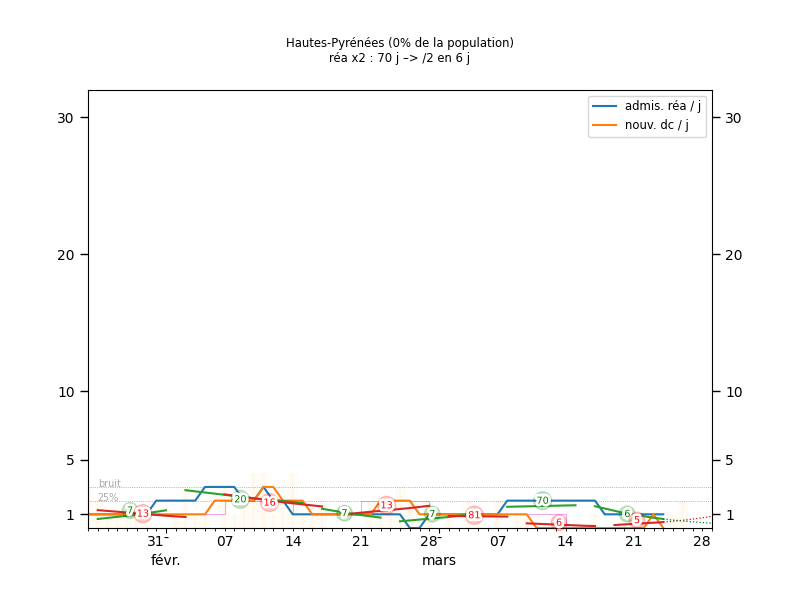 Hautes-Pyrénées (0% de la population)
réa x2 : 70 j –> /2 en 6 j
admis. réa / j
nouv. dc / j
30 30
20 20
10 10
5 5
bruit
25%
1 1
7 13 20 16 7 13 7 81 70 6 6 5
31 07 14 21 28 07 14 21 28
févr. mars